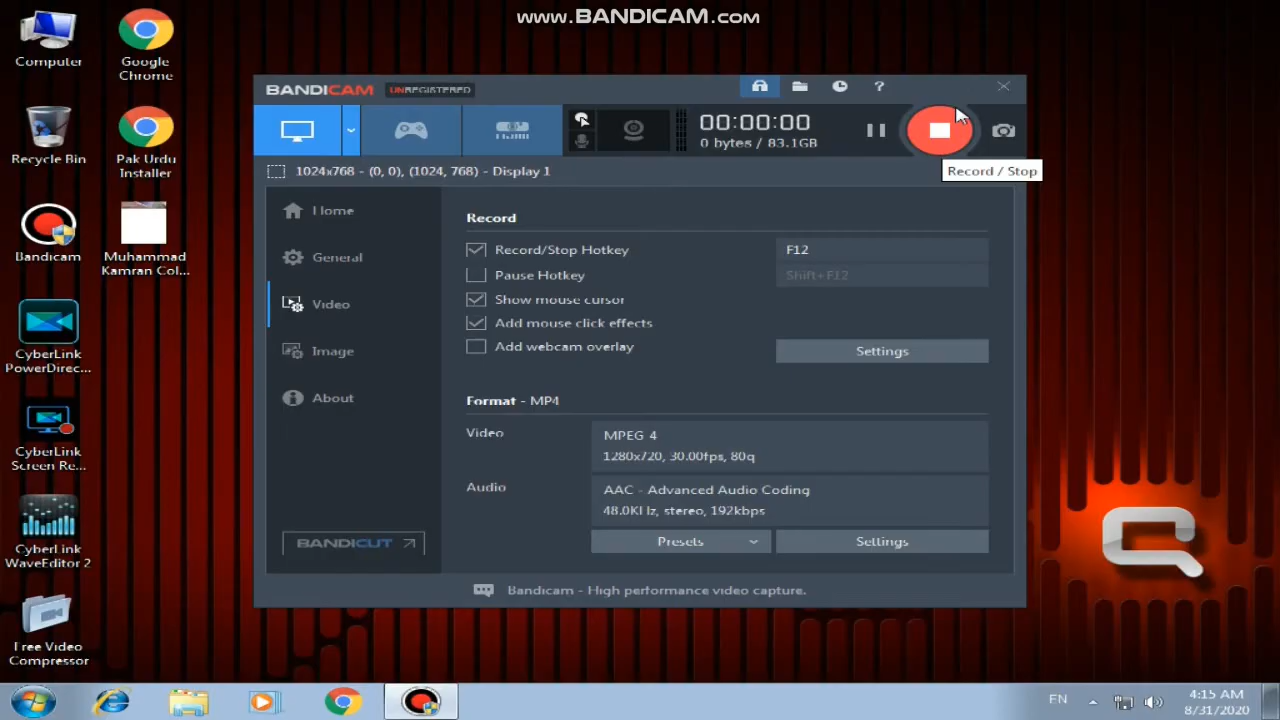 www.BANDICAM.com
Computer
Google
Chrome
Recycle Bin
Pak Urdu
Installer
Bandicam
Muhammad
Kamran Col...
CyberLink
PowerDirec...
CyberLink
Screen Re...
CyberLink
WaveEditor 2
Free Video
Compressor
BANDICAM UNREGISTERED
?
HDMI
00:00:00
0 bytes / 83.1GB
Record / Stop
1024x768 - (0, 0), (1024, 768) - Display 1
Home
General
Video
Image
About
BANDICUT
Record
Record/Stop Hotkey F12
Pause Hotkey Shift+F12
Show mouse cursor
Add mouse click effects
Add webcam overlay
Settings
Format - MP4
Video
MPEG 4
1280x720, 30.00fps, 80q
Audio
AAC - Advanced Audio Coding
48.0KHz, stereo, 192kbps
Presets
Settings
Bandicam - High performance video capture.
EN
4:15 AM
8/31/2020